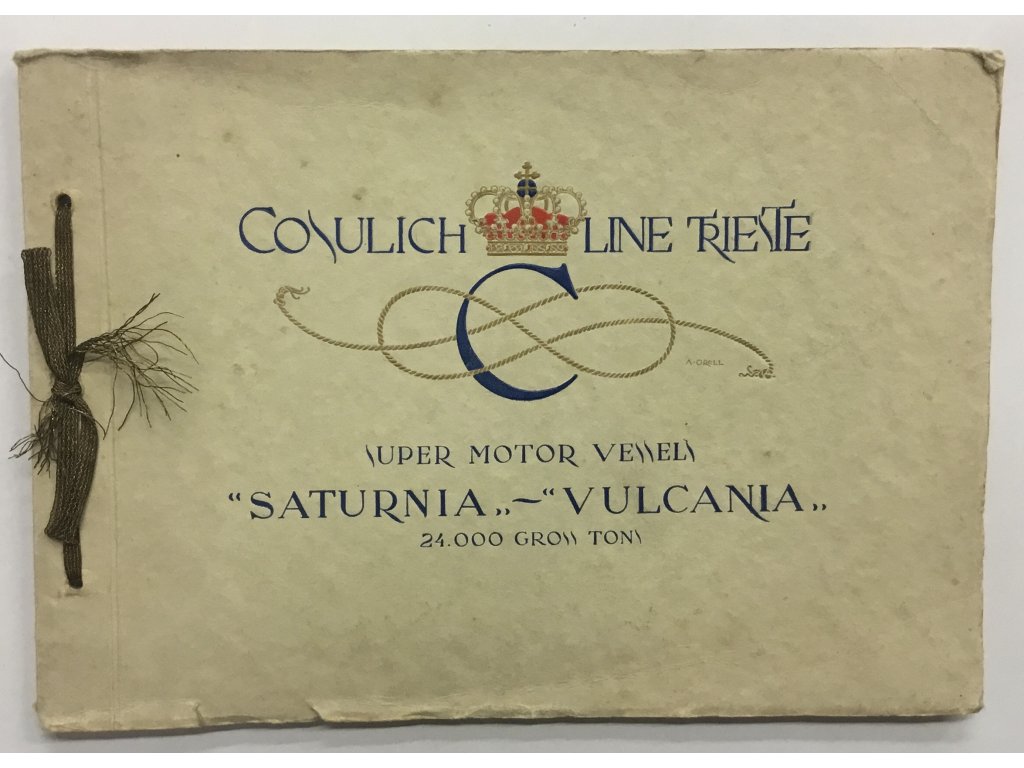 COSULICH LINE TRIESTE
C
A·ORELL
SUPER MOTOR VESSELS
“SATURNIA„ ~ “VULCANIA„
24.000 GROSS TONS